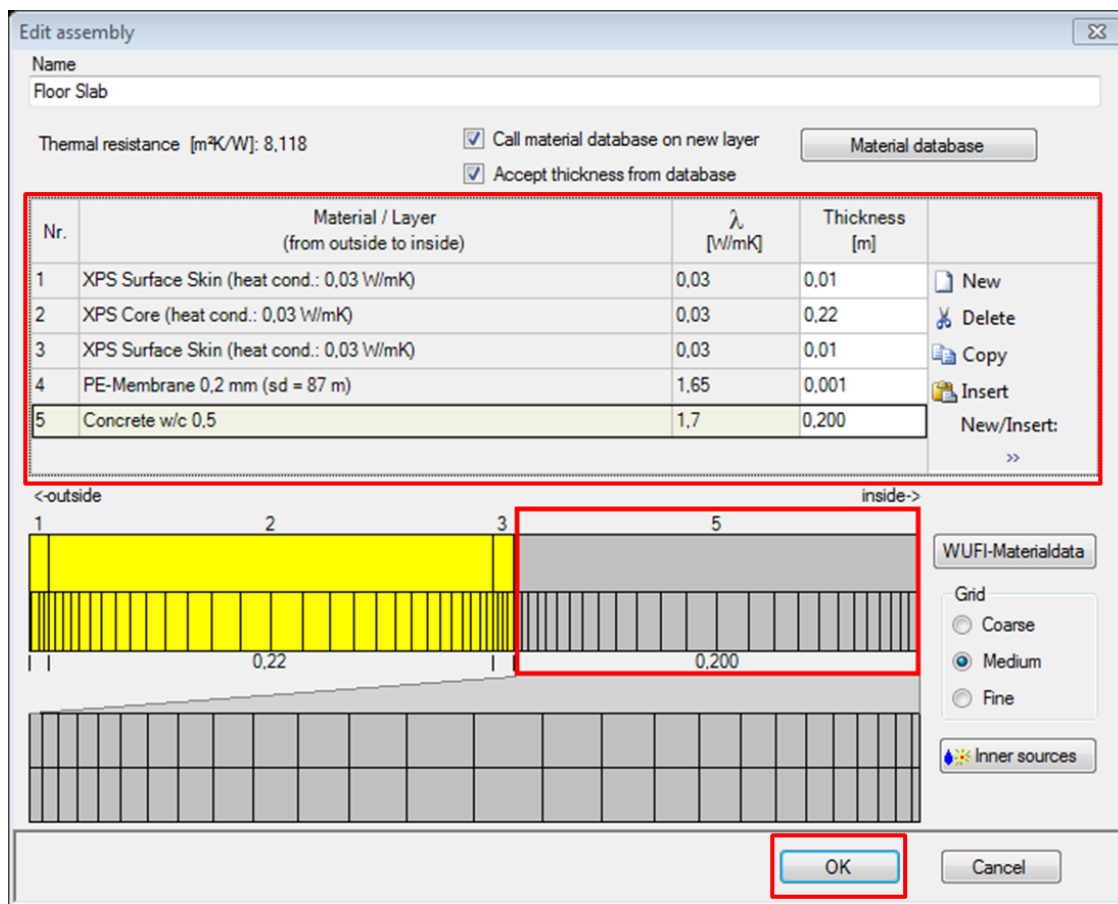 Edit assembly
Name
Floor Slab
Thermal resistance [m²K/W]: 8,118
Call material database on new layer
Material database
Accept thickness from database
Nr. Material / Layer (from outside to inside) λ [W/mK] Thickness [m]
1 XPS Surface Skin (heat cond.: 0,03 W/mK) 0,03 0,01
New
2 XPS Core (heat cond.: 0,03 W/mK) 0,03 0,22
Delete
3 XPS Surface Skin (heat cond.: 0,03 W/mK) 0,03 0,01
Copy
4 PE-Membrane 0,2 mm (sd = 87 m) 1,65 0,001
Insert
5 Concrete w/c 0,5 1,7 0,200
New/Insert:
>>
<-outside inside->
1 2 3 5
WUFI-Materialdata
Grid
Coarse
Medium
Fine
0,22 0,200
Inner sources
OK Cancel